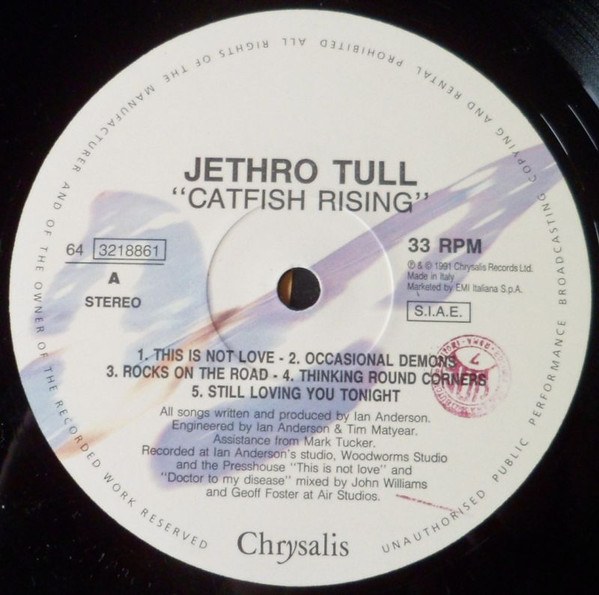 ALL RIGHTS OF THE MANUFACTURER AND OF THE OWNER OF THE RECORDED WORK RESERVED
UNAUTHORISED PUBLIC PERFORMANCE BROADCASTING COPYING AND RENTAL PROHIBITED
JETHRO TULL
"CATFISH RISING"
64 3218861
A
STEREO
33 RPM
℗ & © 1991 Chrysalis Records Ltd.
Made in Italy
Marketed by EMI Italiana S.p.A.
S.I.A.E.
1. THIS IS NOT LOVE - 2. OCCASIONAL DEMONS
3. ROCKS ON THE ROAD - 4. THINKING ROUND CORNERS
5. STILL LOVING YOU TONIGHT
All songs written and produced by Ian Anderson.
Engineered by Ian Anderson & Tim Matyear.
Assistance from Mark Tucker.
Recorded at Ian Anderson's studio, Woodworms Studio
and the Presshouse "This is not love" and
"Doctor to my disease" mixed by John Williams
and Geoff Foster at Air Studios.
Chrysalis